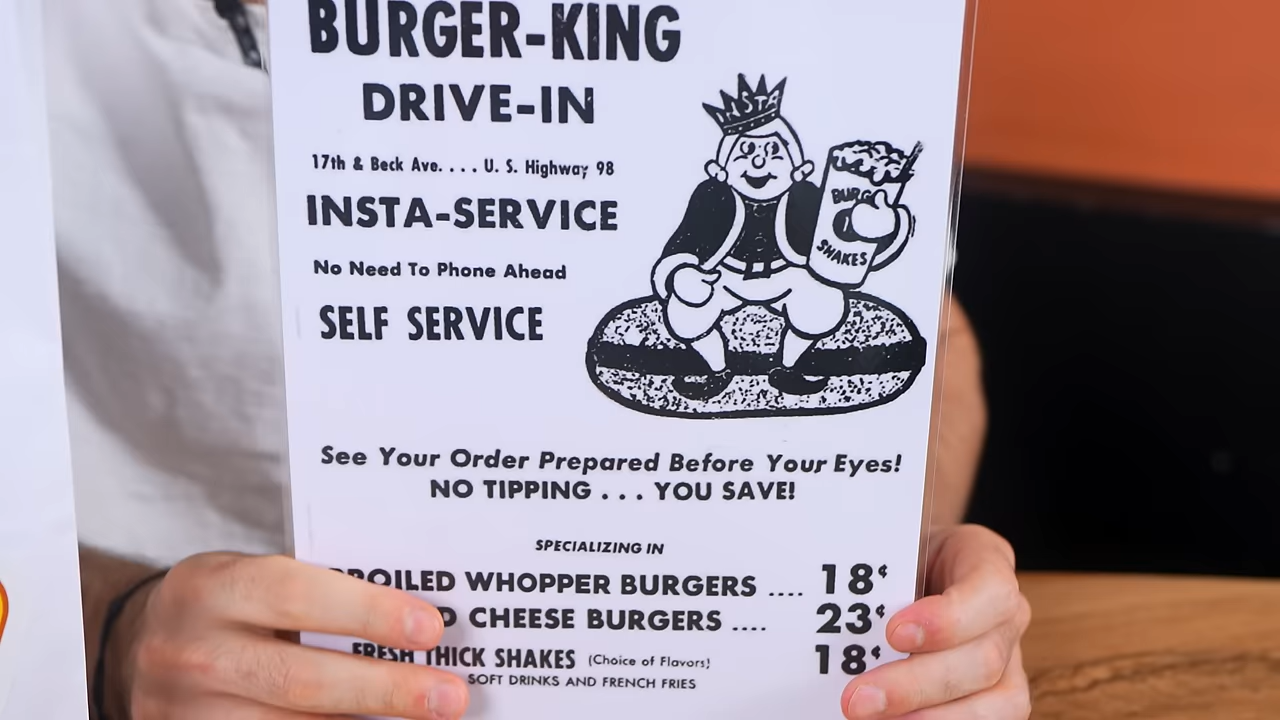 BURGER-KING
DRIVE-IN
17th & Beck Ave. . . . U. S. Highway 98
INSTA-SERVICE
No Need To Phone Ahead
SELF SERVICE
INSTA
BURG
SHAKES
See Your Order Prepared Before Your Eyes!
NO TIPPING . . . YOU SAVE!
SPECIALIZING IN
BROILED WHOPPER BURGERS .... 18¢
D CHEESE BURGERS .... 23¢
FRESH THICK SHAKES (Choice of Flavors) 18¢
SOFT DRINKS AND FRENCH FRIES